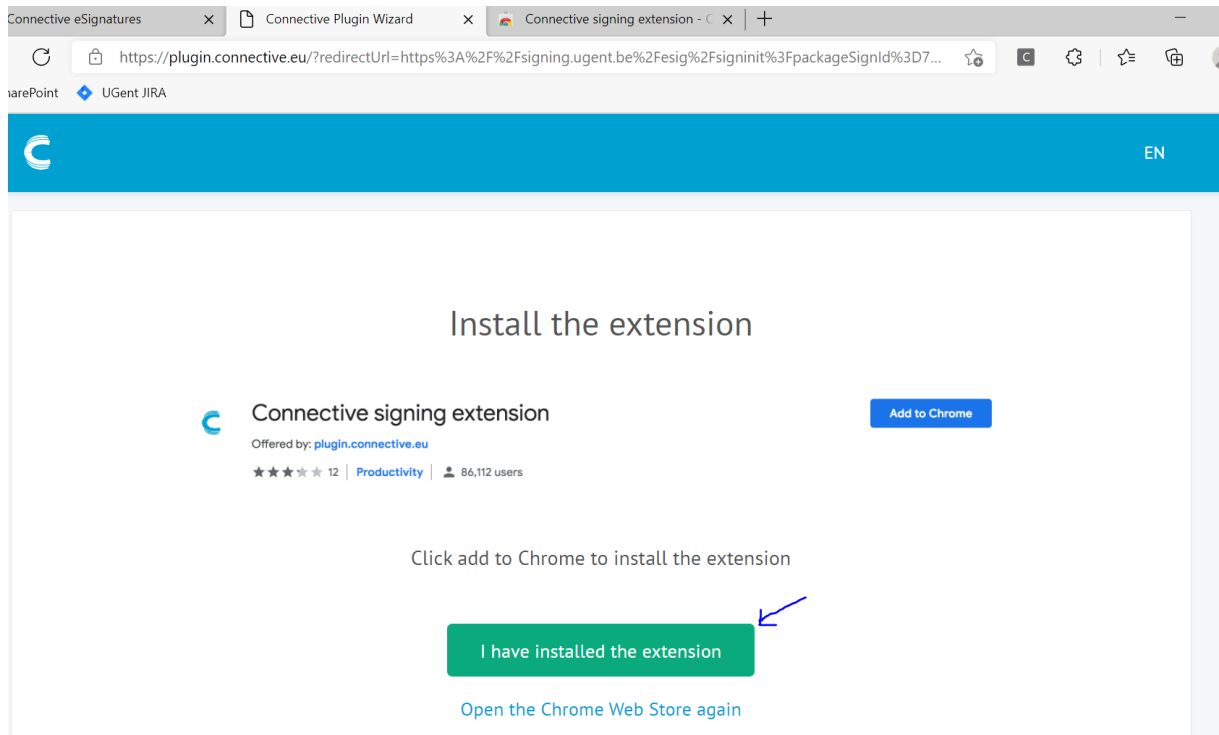 Connective eSignatures
Connective Plugin Wizard
Connective signing extension - C
https://plugin.connective.eu/?redirectUrl=https%3A%2F%2Fsigning.ugent.be%2Fesig%2Fsigninit%3FpackageSignId%3D7...
C
harePoint
UGent JIRA
C
EN
Install the extension
C
Connective signing extension
Add to Chrome
Offered by: plugin.connective.eu
12 | Productivity | 86,112 users
Click add to Chrome to install the extension
I have installed the extension
Open the Chrome Web Store again